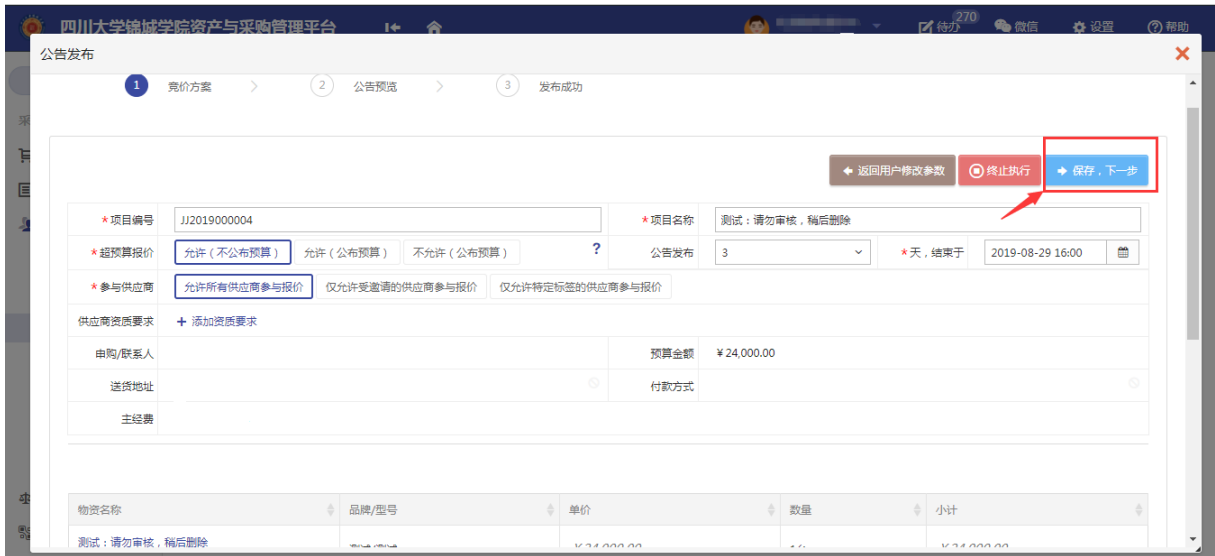 四川大学锦城学院资产与采购管理平台 待办 270 微信 设置 帮助
公告发布
1 竞价方案 2 公告预览 3 发布成功
返回用户修改参数 终止执行 保存，下一步
*项目编号 JJ2019000004 *项目名称 测试：请勿审核，稍后删除
*超预算报价 允许（不公布预算） 允许（公布预算） 不允许（公布预算） ? 公告发布 3 *天，结束于 2019-08-29 16:00
*参与供应商 允许所有供应商参与报价 仅允许受邀请的供应商参与报价 仅允许特定标签的供应商参与报价
供应商资质要求 + 添加资质要求
申购/联系人 预算金额 ￥24,000.00
送货地址 付款方式
主经费
物资名称 品牌/型号 单价 数量 小计
测试：请勿审核，稍后删除 ￥24,000.00 ￥24,000.00